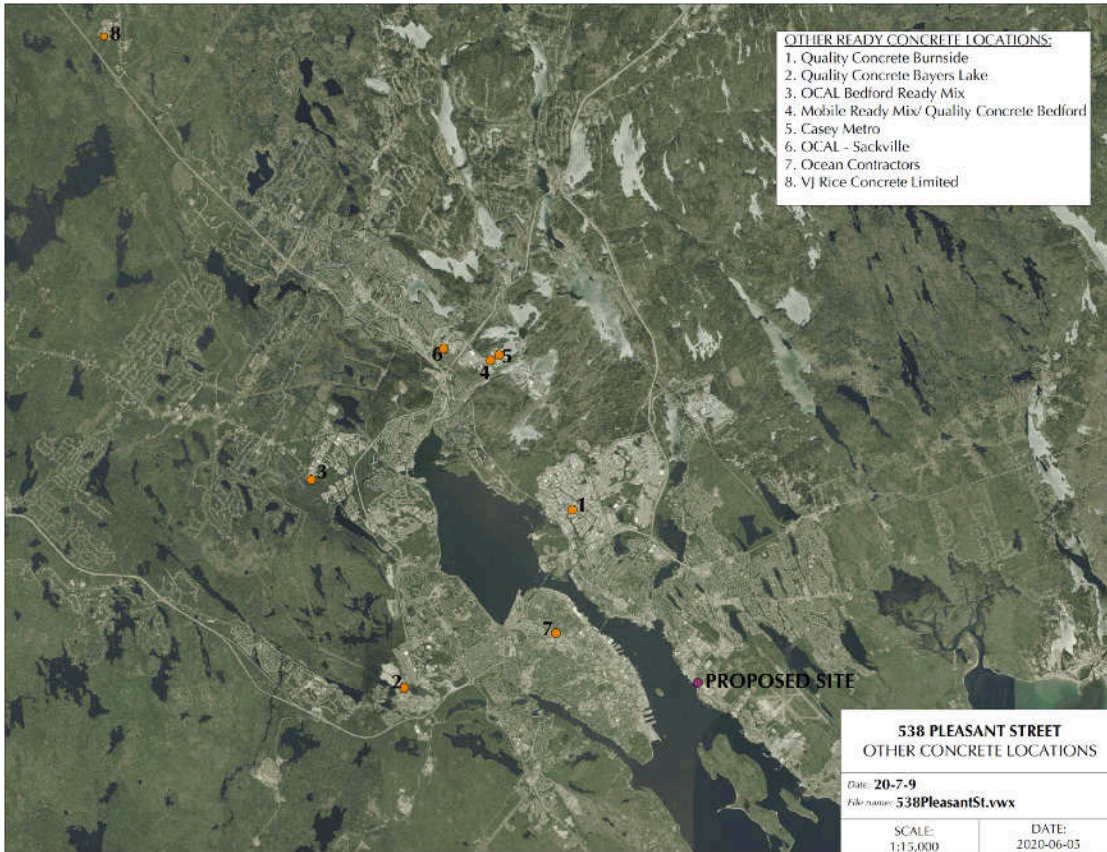 8
OTHER READY CONCRETE LOCATIONS:
1. Quality Concrete Burnside
2. Quality Concrete Bayers Lake
3. OCAL Bedford Ready Mix
4. Mobile Ready Mix/ Quality Concrete Bedford
5. Casey Metro
6. OCAL - Sackville
7. Ocean Contractors
8. VJ Rice Concrete Limited
6
5
4
3
1
7
2
PROPOSED SITE
538 PLEASANT STREET
OTHER CONCRETE LOCATIONS
Date: 20-7-9
File name: 538PleasantSt.vwx
SCALE:
1:15,000
DATE:
2020-06-05